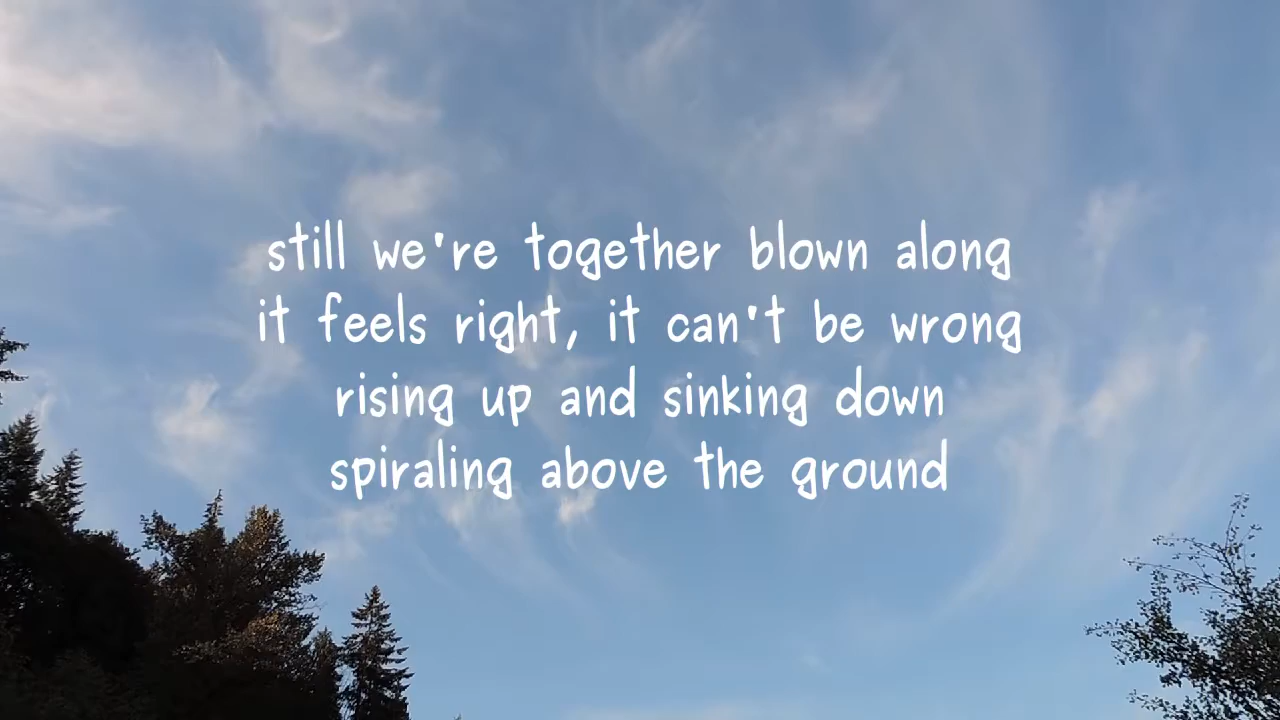 still we're together blown along
it feels right, it can't be wrong
rising up and sinking down
spiraling above the ground